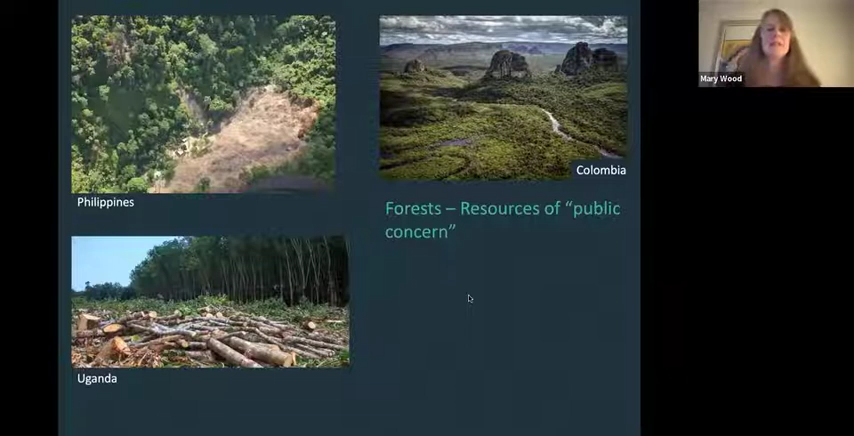 Mary Wood
Colombia
Philippines
Forests – Resources of “public
concern”
Uganda